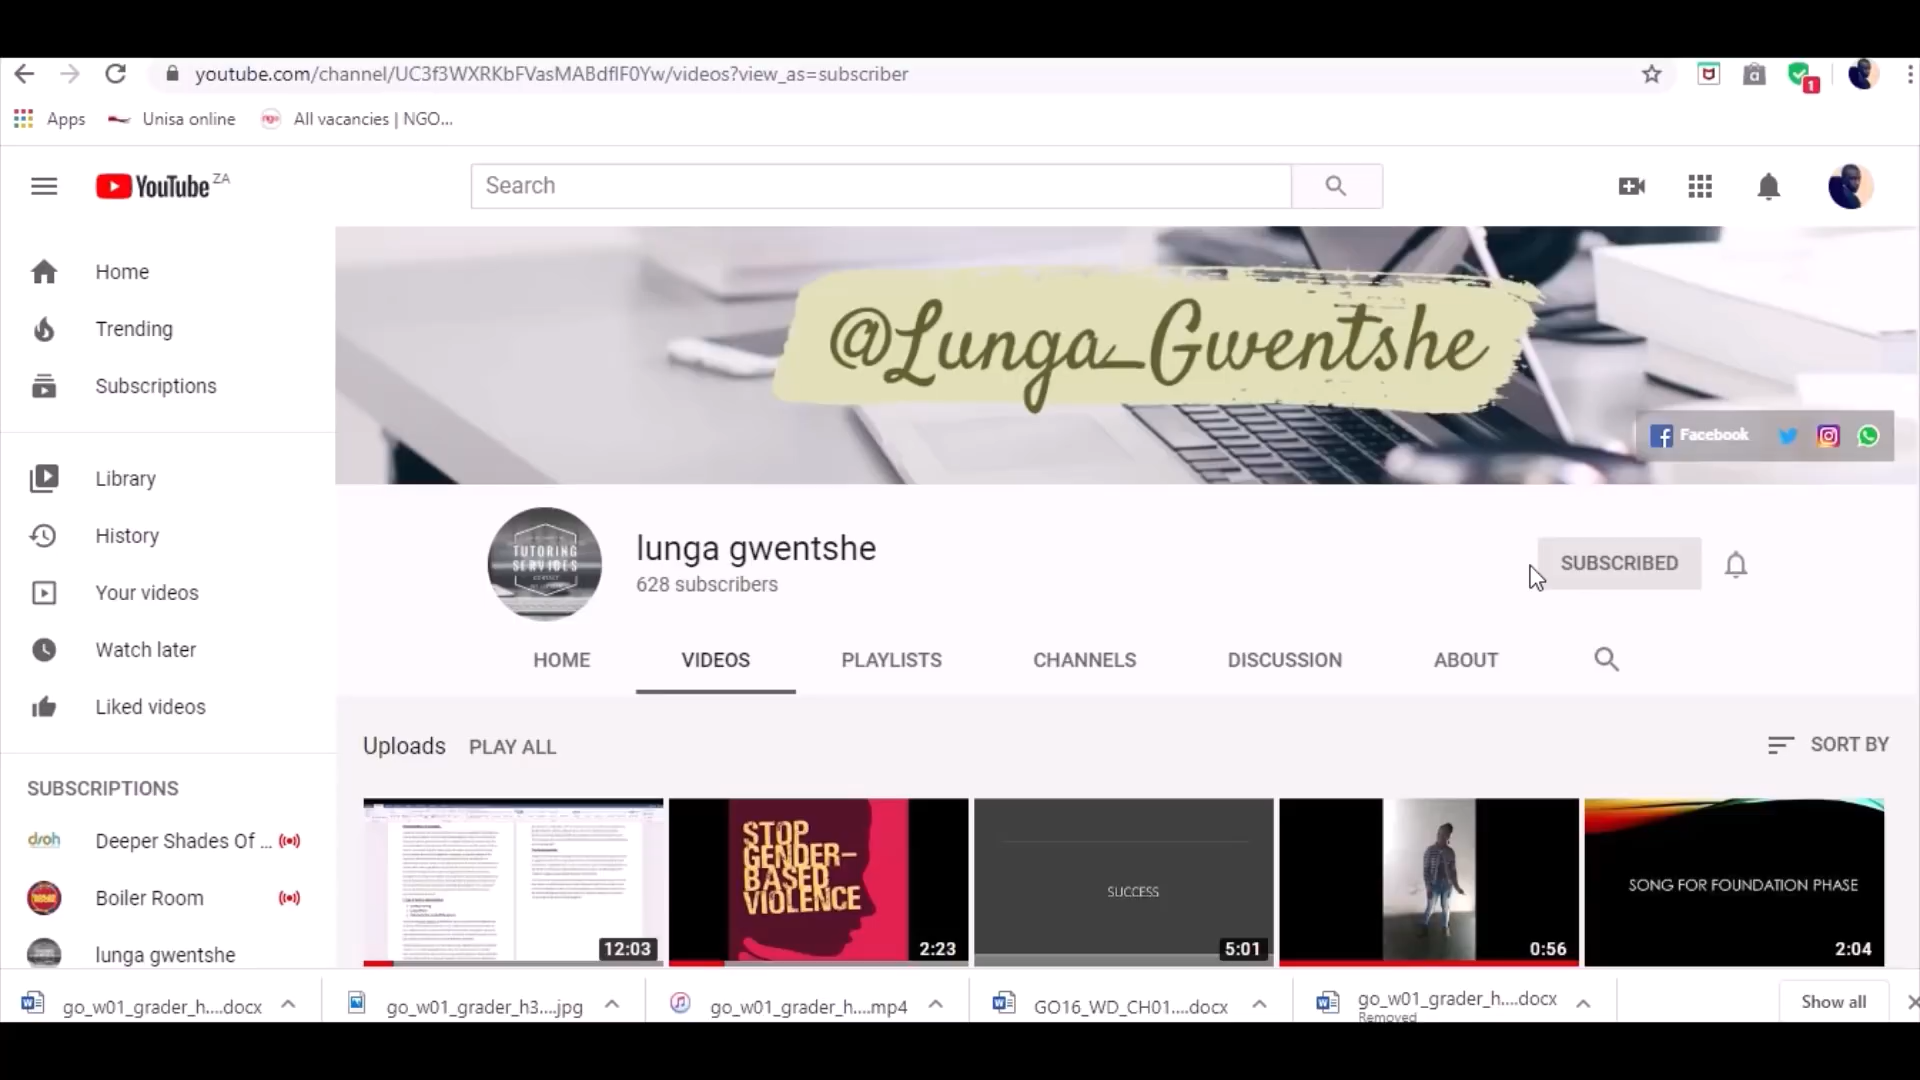 youtube.com/channel/UC3f3WXRKbFVasMABdflF0Yw/videos?view_as=subscriber
1
Apps
Unisa online
ngo
All vacancies | NGO...
YouTube ZA
Search
Home
Trending
Subscriptions
Library
History
Your videos
Watch later
Liked videos
SUBSCRIPTIONS
dsoh
Deeper Shades Of ...
Boiler Room
lunga gwentshe
@Lunga_Gwentshe
Facebook
TUTORING
SERVICES
lunga gwentshe
628 subscribers
SUBSCRIBED
HOME VIDEOS PLAYLISTS CHANNELS DISCUSSION ABOUT
Uploads PLAY ALL
SORT BY
12:03
STOP
GENDER-
BASED
VIOLENCE
2:23
SUCCESS
5:01
0:56
SONG FOR FOUNDATION PHASE
2:04
go_w01_grader_h....docx
go_w01_grader_h3....jpg
go_w01_grader_h....mp4
GO16_WD_CH01....docx
go_w01_grader_h....docx
Removed
Show all